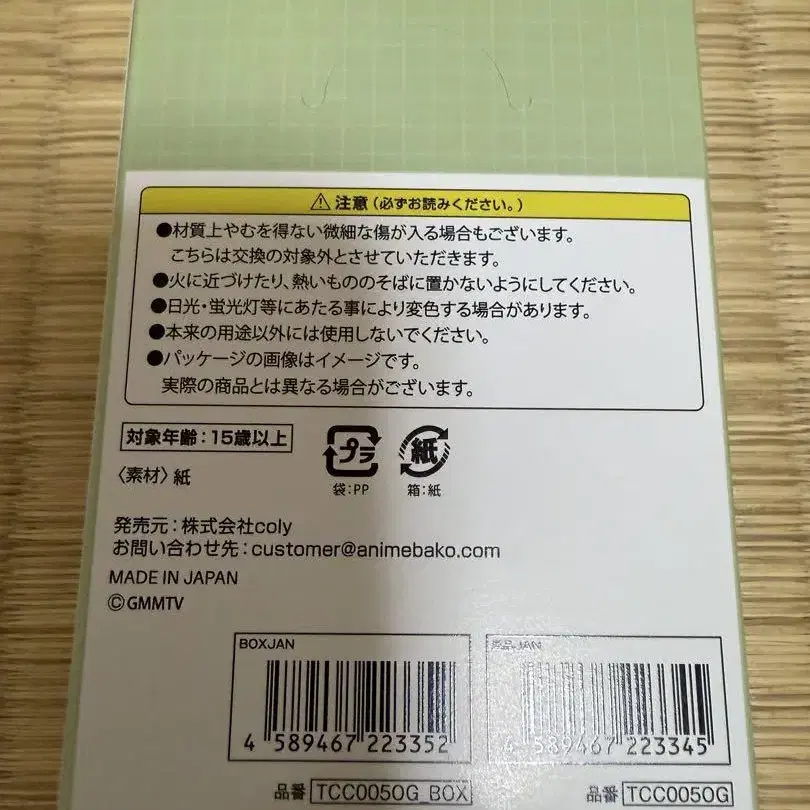 ⚠注意(必ずお読みください。)
●材質上やむを得ない微細な傷が入る場合もございます。
こちらは交換の対象外とさせていただきます。
●火に近づけたり、熱いもののそばに置かないようにしてください。
●日光・蛍光灯等にあたる事により変色する場合があります。
●本来の用途以外には使用しないでください。
●パッケージの画像はイメージです。
実際の商品とは異なる場合がございます。
対象年齢:15歳以上
プラ
紙
〈素材〉紙
袋:PP
箱:紙
発売元:株式会社coly
お問い合わせ先:customer@animebako.com
MADE IN JAPAN
©GMMTV
BOXJAN
JAN
4 589467 223352
4 589467 223345
品番 TCC005OG_BOX
品番 TCC005OG